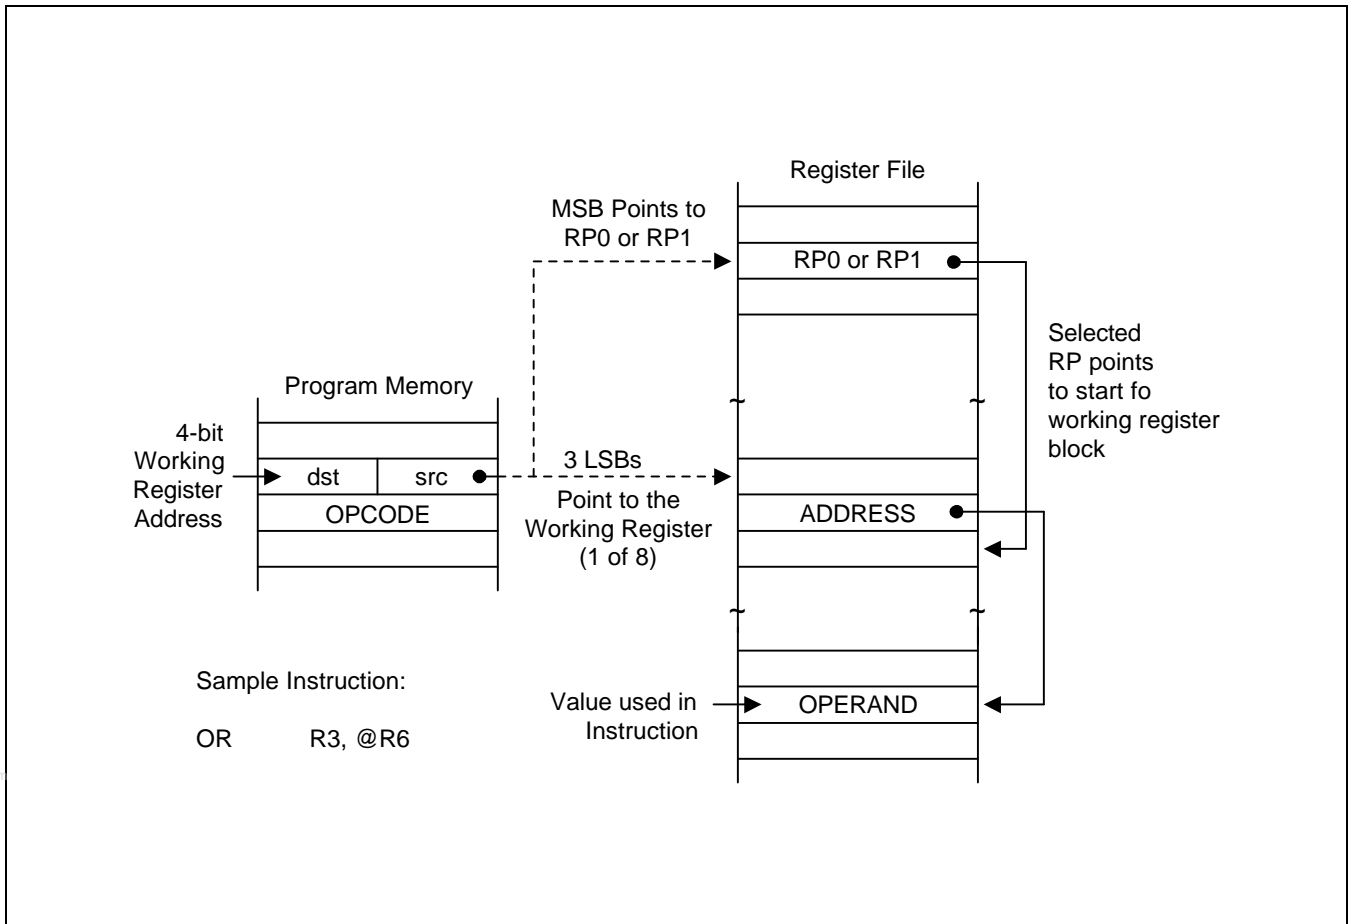 Register File
MSB Points to
RP0 or RP1
RP0 or RP1
Selected
RP points
to start fo
working register
block
Program Memory
4-bit
Working
Register
Address
dst
src
OPCODE
3 LSBs
Point to the
Working Register
(1 of 8)
ADDRESS
~
~
~
~
Sample Instruction:
OR R3, @R6
Value used in
Instruction
OPERAND